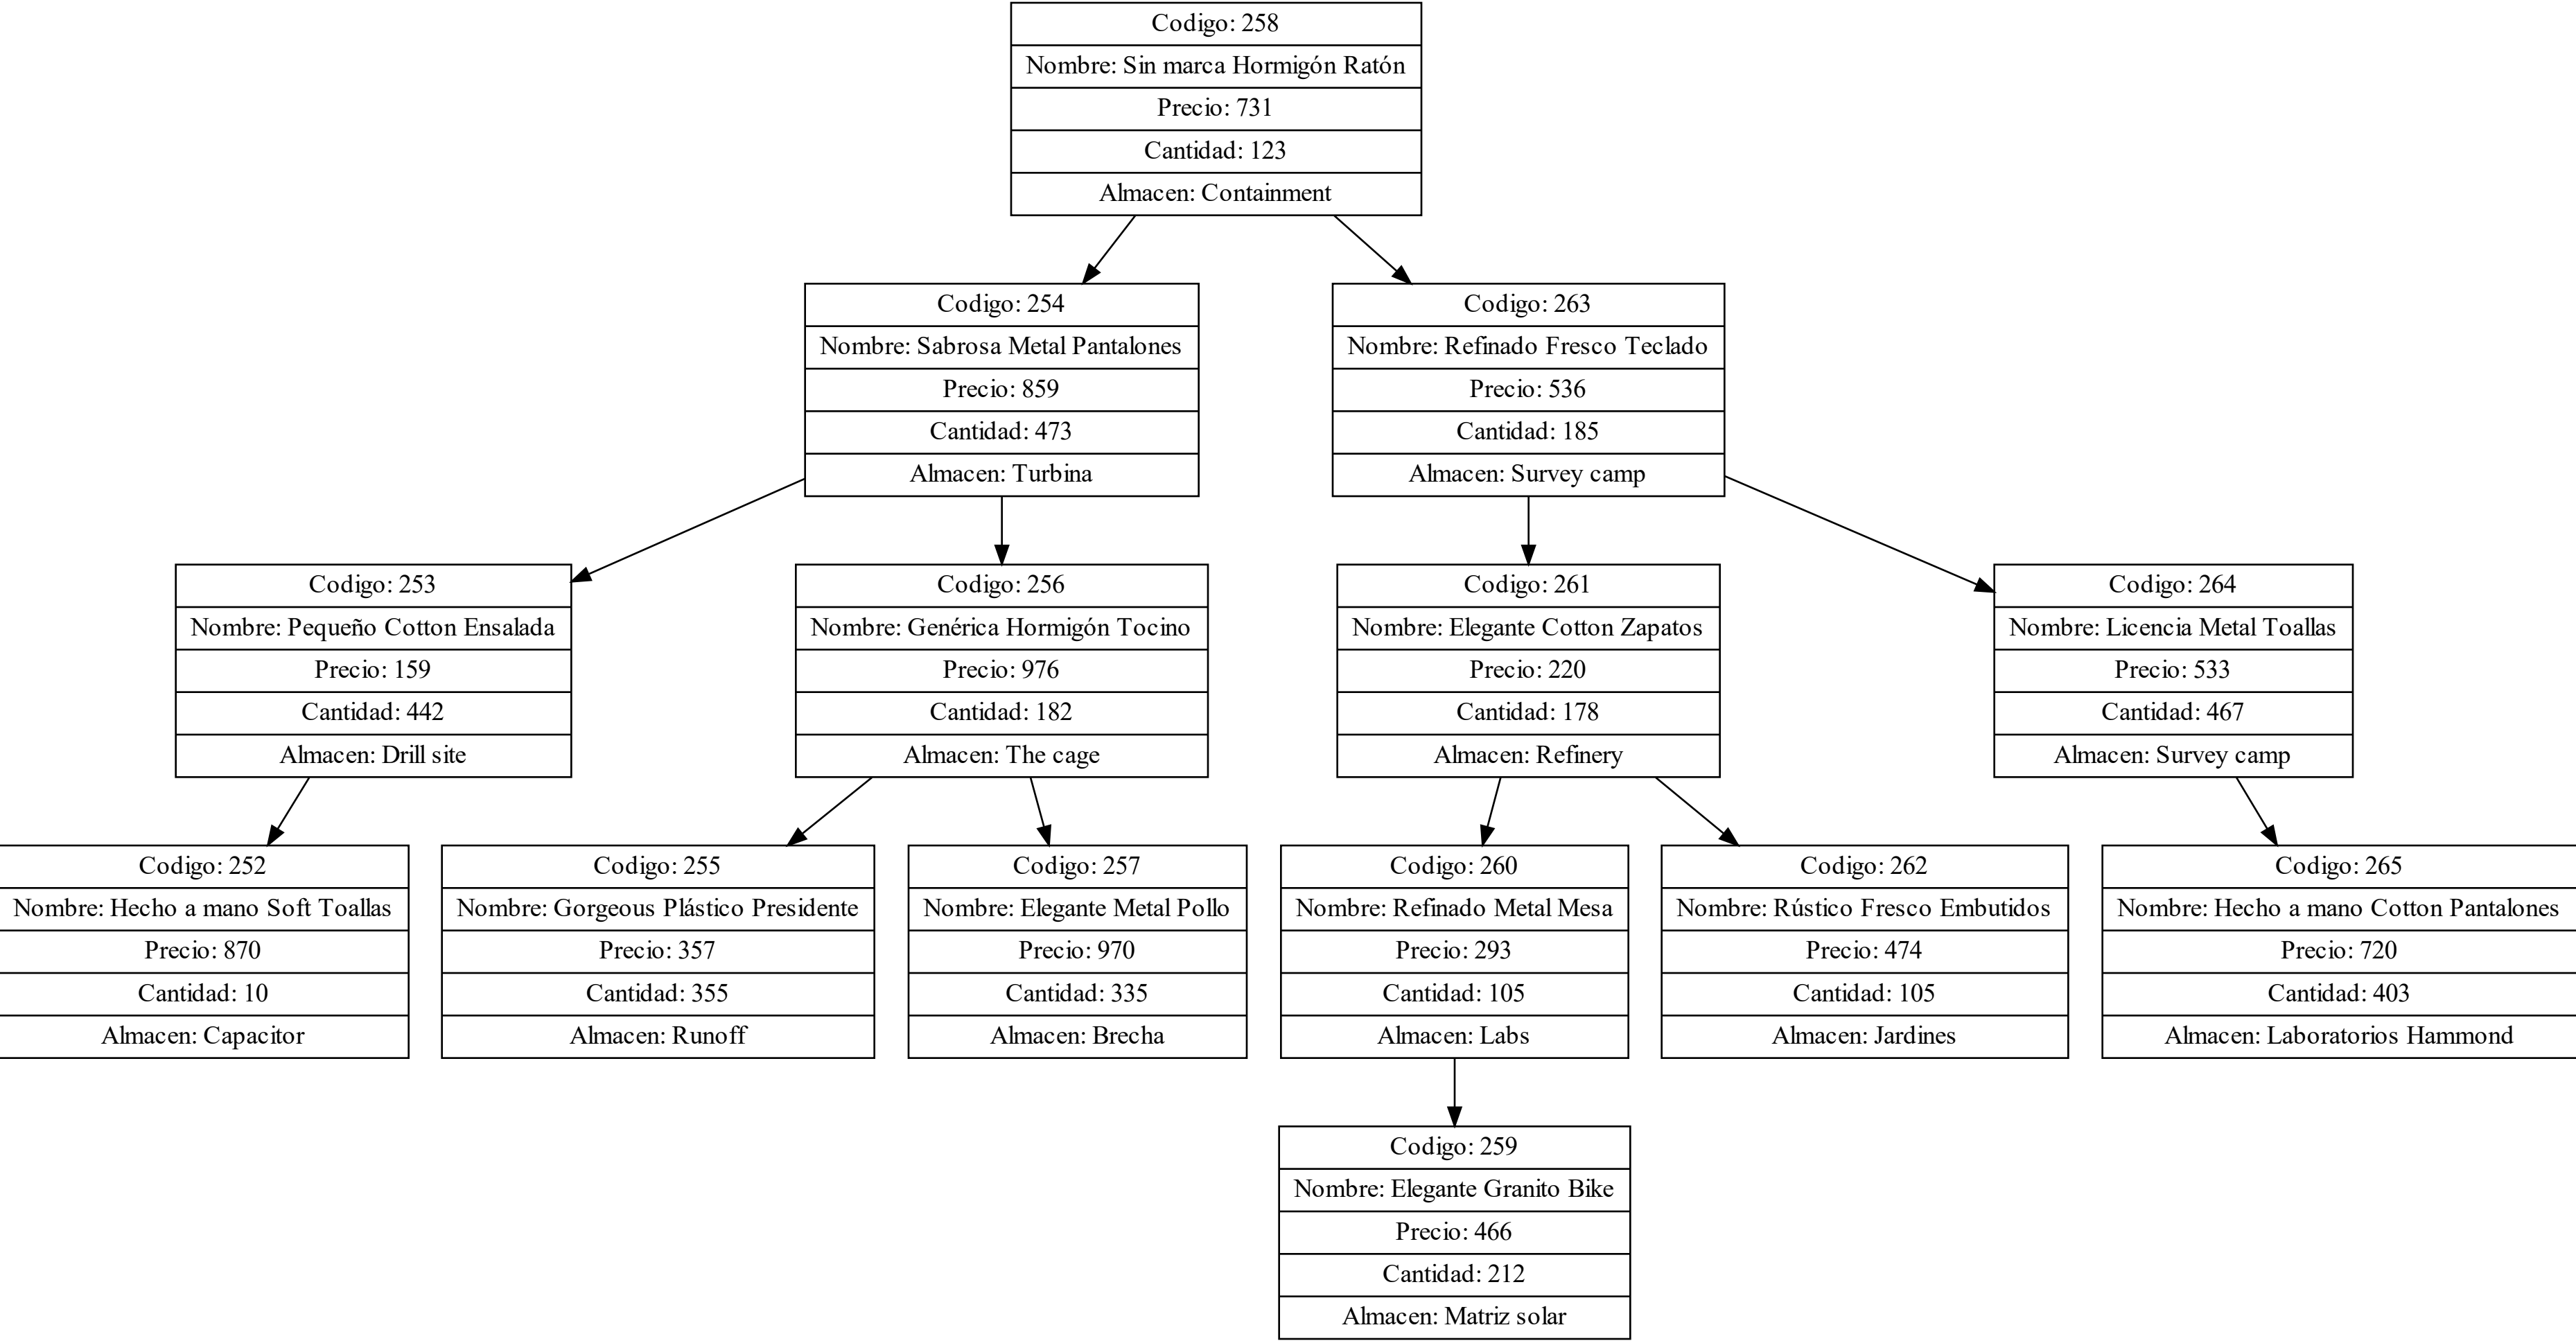 Codigo: 258
Nombre: Sin marca Hormigón Ratón
Precio: 731
Cantidad: 123
Almacen: Containment
Codigo: 254
Nombre: Sabrosa Metal Pantalones
Precio: 859
Cantidad: 473
Almacen: Turbina
Codigo: 263
Nombre: Refinado Fresco Teclado
Precio: 536
Cantidad: 185
Almacen: Survey camp
Codigo: 253
Nombre: Pequeño Cotton Ensalada
Precio: 159
Cantidad: 442
Almacen: Drill site
Codigo: 256
Nombre: Genérica Hormigón Tocino
Precio: 976
Cantidad: 182
Almacen: The cage
Codigo: 261
Nombre: Elegante Cotton Zapatos
Precio: 220
Cantidad: 178
Almacen: Refinery
Codigo: 264
Nombre: Licencia Metal Toallas
Precio: 533
Cantidad: 467
Almacen: Survey camp
Codigo: 252
Nombre: Hecho a mano Soft Toallas
Precio: 870
Cantidad: 10
Almacen: Capacitor
Codigo: 255
Nombre: Gorgeous Plástico Presidente
Precio: 357
Cantidad: 355
Almacen: Runoff
Codigo: 257
Nombre: Elegante Metal Pollo
Precio: 970
Cantidad: 335
Almacen: Brecha
Codigo: 260
Nombre: Refinado Metal Mesa
Precio: 293
Cantidad: 105
Almacen: Labs
Codigo: 262
Nombre: Rústico Fresco Embutidos
Precio: 474
Cantidad: 105
Almacen: Jardines
Codigo: 265
Nombre: Hecho a mano Cotton Pantalones
Precio: 720
Cantidad: 403
Almacen: Laboratorios Hammond
Codigo: 259
Nombre: Elegante Granito Bike
Precio: 466
Cantidad: 212
Almacen: Matriz solar